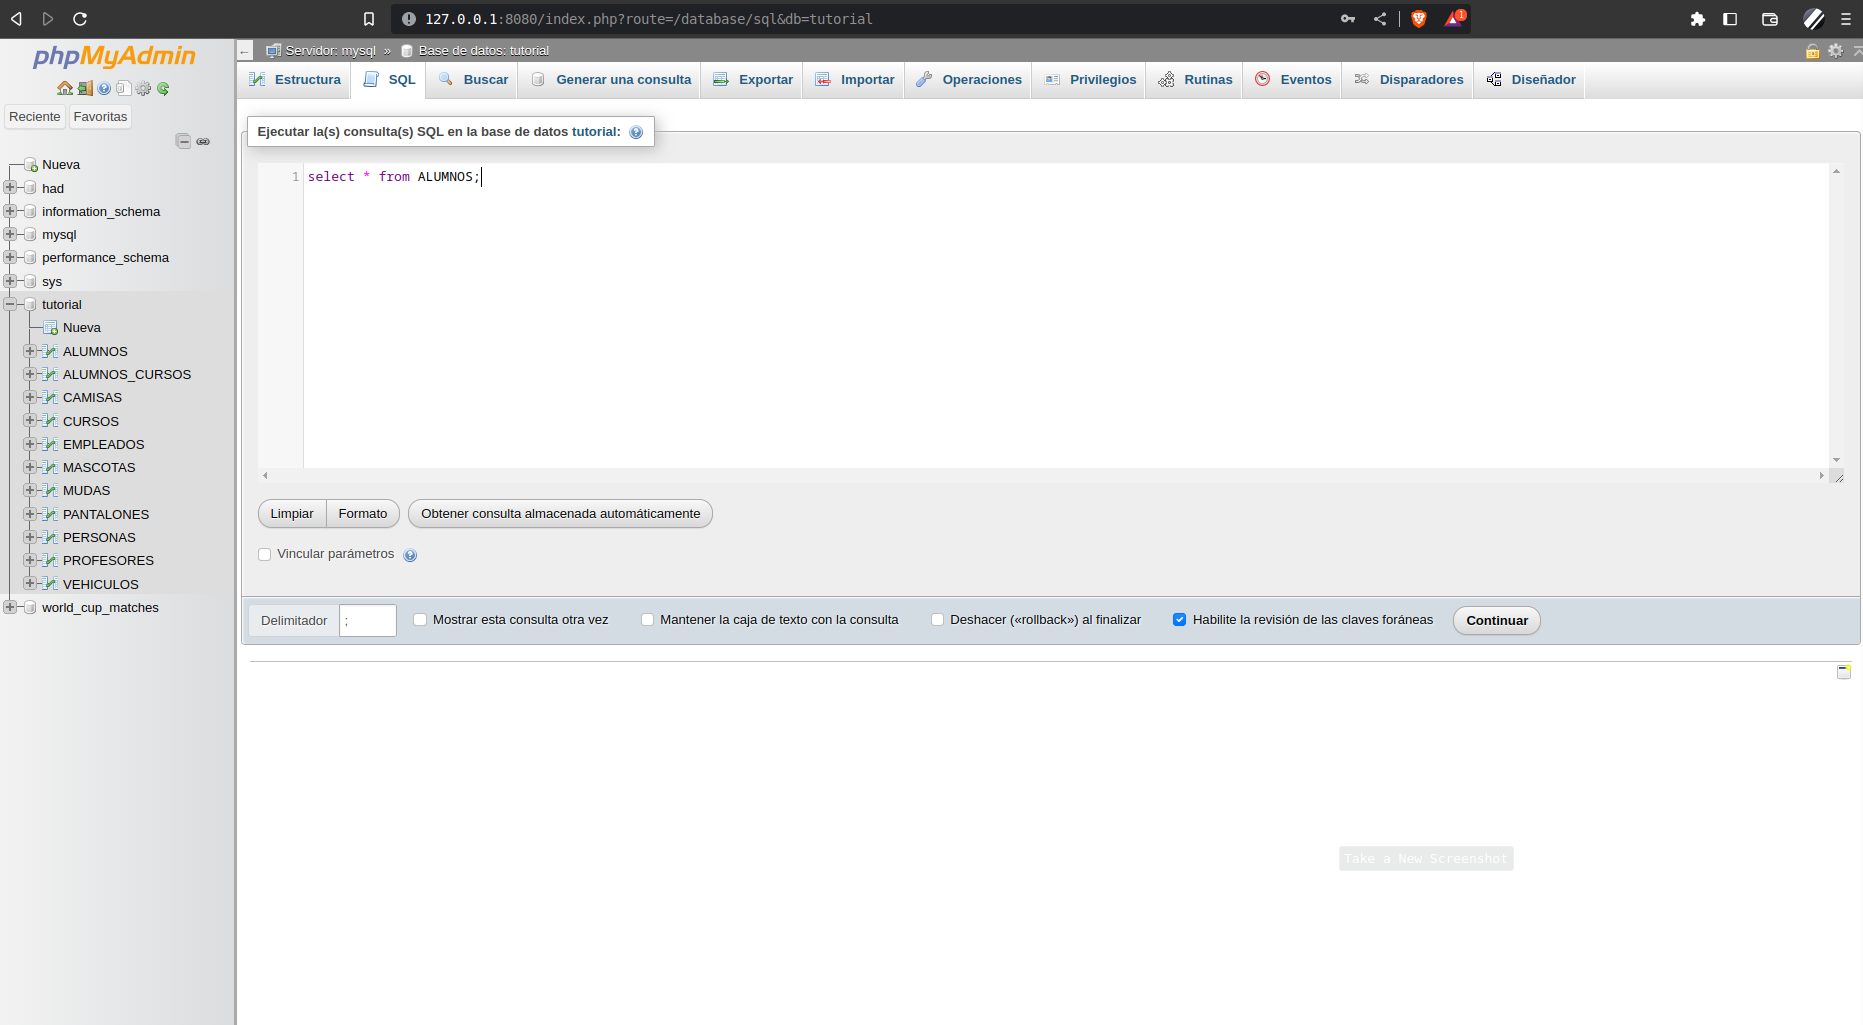 127.0.0.1:8080/index.php?route=/database/sql&db=tutorial
1
phpMyAdmin
Reciente
Favoritas
Nueva
had
information_schema
mysql
performance_schema
sys
tutorial
Nueva
ALUMNOS
ALUMNOS_CURSOS
CAMISAS
CURSOS
EMPLEADOS
MASCOTAS
MUDAS
PANTALONES
PERSONAS
PROFESORES
VEHICULOS
world_cup_matches
Servidor: mysql » Base de datos: tutorial
Estructura SQL Buscar Generar una consulta Exportar Importar Operaciones Privilegios Rutinas Eventos Disparadores Diseñador
Ejecutar la(s) consulta(s) SQL en la base de datos tutorial:
1 select * from ALUMNOS;
Limpiar Formato Obtener consulta almacenada automáticamente
Vincular parámetros
Delimitador ; Mostrar esta consulta otra vez Mantener la caja de texto con la consulta Deshacer («rollback») al finalizar Habilite la revisión de las claves foráneas Continuar
Take a New Screenshot